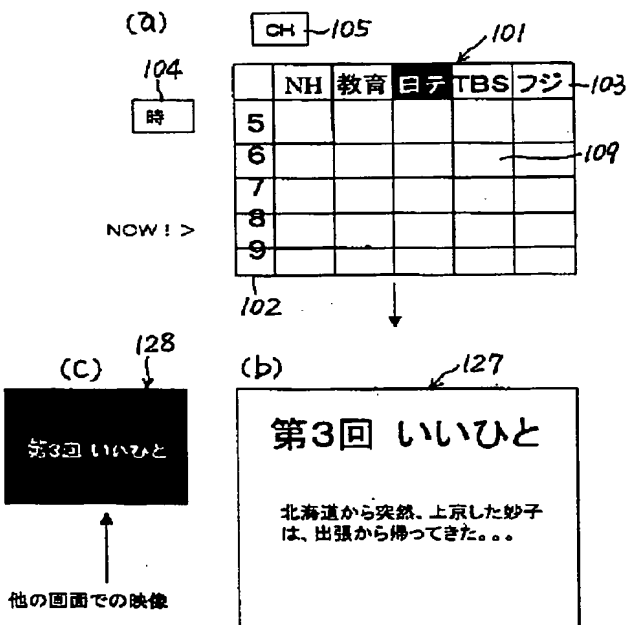 (a)
CH 105
101
104
時
NH 教育 日テ TBS フジ 103
5
6
109
7
8
NOW! >
9
102
(c)
128
(b)
127
第3回 いいひと
第3回 いいひと
北海道から突然、上京した妙子
は、出張から帰ってきた。。。
他の画面での映像